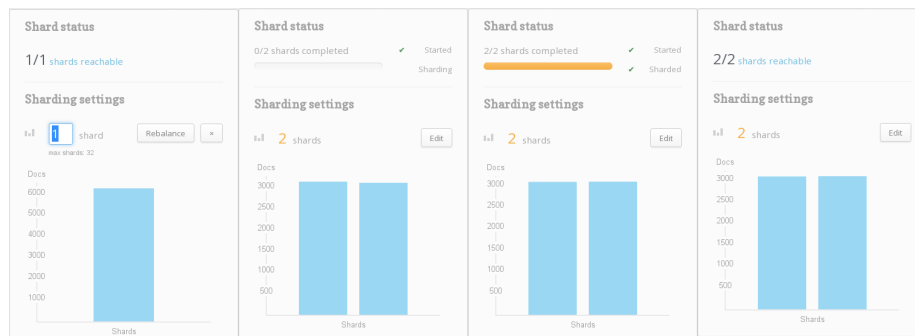 Shard status
1/1 shards reachable
Sharding settings
1 shard
Rebalance ×
max shards: 32
Docs
6000
5000
4000
3000
2000
1000
Shards
Shard status
0/2 shards completed ✔ Started
Sharding
Sharding settings
2 shards Edit
Docs
3000
2500
2000
1500
1000
500
Shards
Shard status
2/2 shards completed ✔ Started
✔ Sharded
Sharding settings
2 shards Edit
Docs
3000
2500
2000
1500
1000
500
Shards
Shard status
2/2 shards reachable
Sharding settings
2 shards Edit
Docs
3000
2500
2000
1500
1000
500
Shards